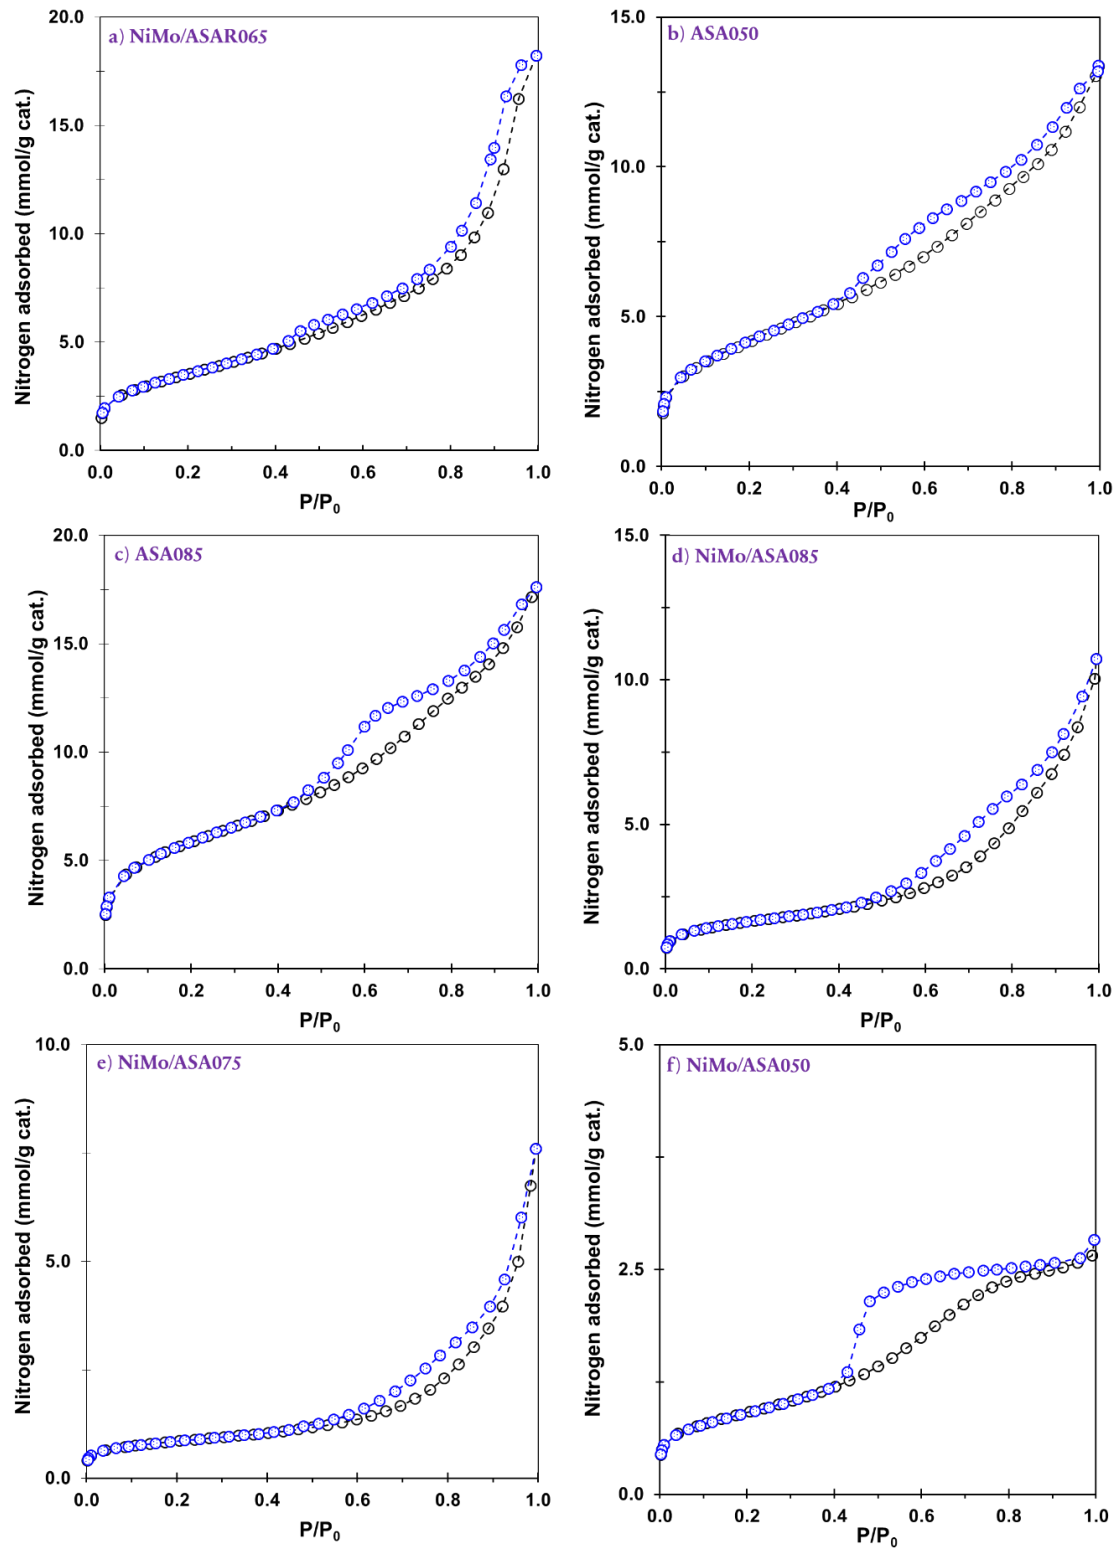 a) NiMo/ASAR065
Nitrogen adsorbed (mmol/g cat.)
20.0
15.0
10.0
5.0
0.0
0.0 0.2 0.4 0.6 0.8 1.0
P/P0
b) ASA050
Nitrogen adsorbed (mmol/g cat.)
15.0
10.0
5.0
0.0
0.0 0.2 0.4 0.6 0.8 1.0
P/P0
c) ASA085
Nitrogen adsorbed (mmol/g cat.)
20.0
15.0
10.0
5.0
0.0
0.0 0.2 0.4 0.6 0.8 1.0
P/P0
d) NiMo/ASA085
Nitrogen adsorbed (mmol/g cat.)
15.0
10.0
5.0
0.0
0.0 0.2 0.4 0.6 0.8 1.0
P/P0
e) NiMo/ASA075
Nitrogen adsorbed (mmol/g cat.)
10.0
5.0
0.0
0.0 0.2 0.4 0.6 0.8 1.0
P/P0
f) NiMo/ASA050
Nitrogen adsorbed (mmol/g cat.)
5.0
2.5
0.0
0.0 0.2 0.4 0.6 0.8 1.0
P/P0